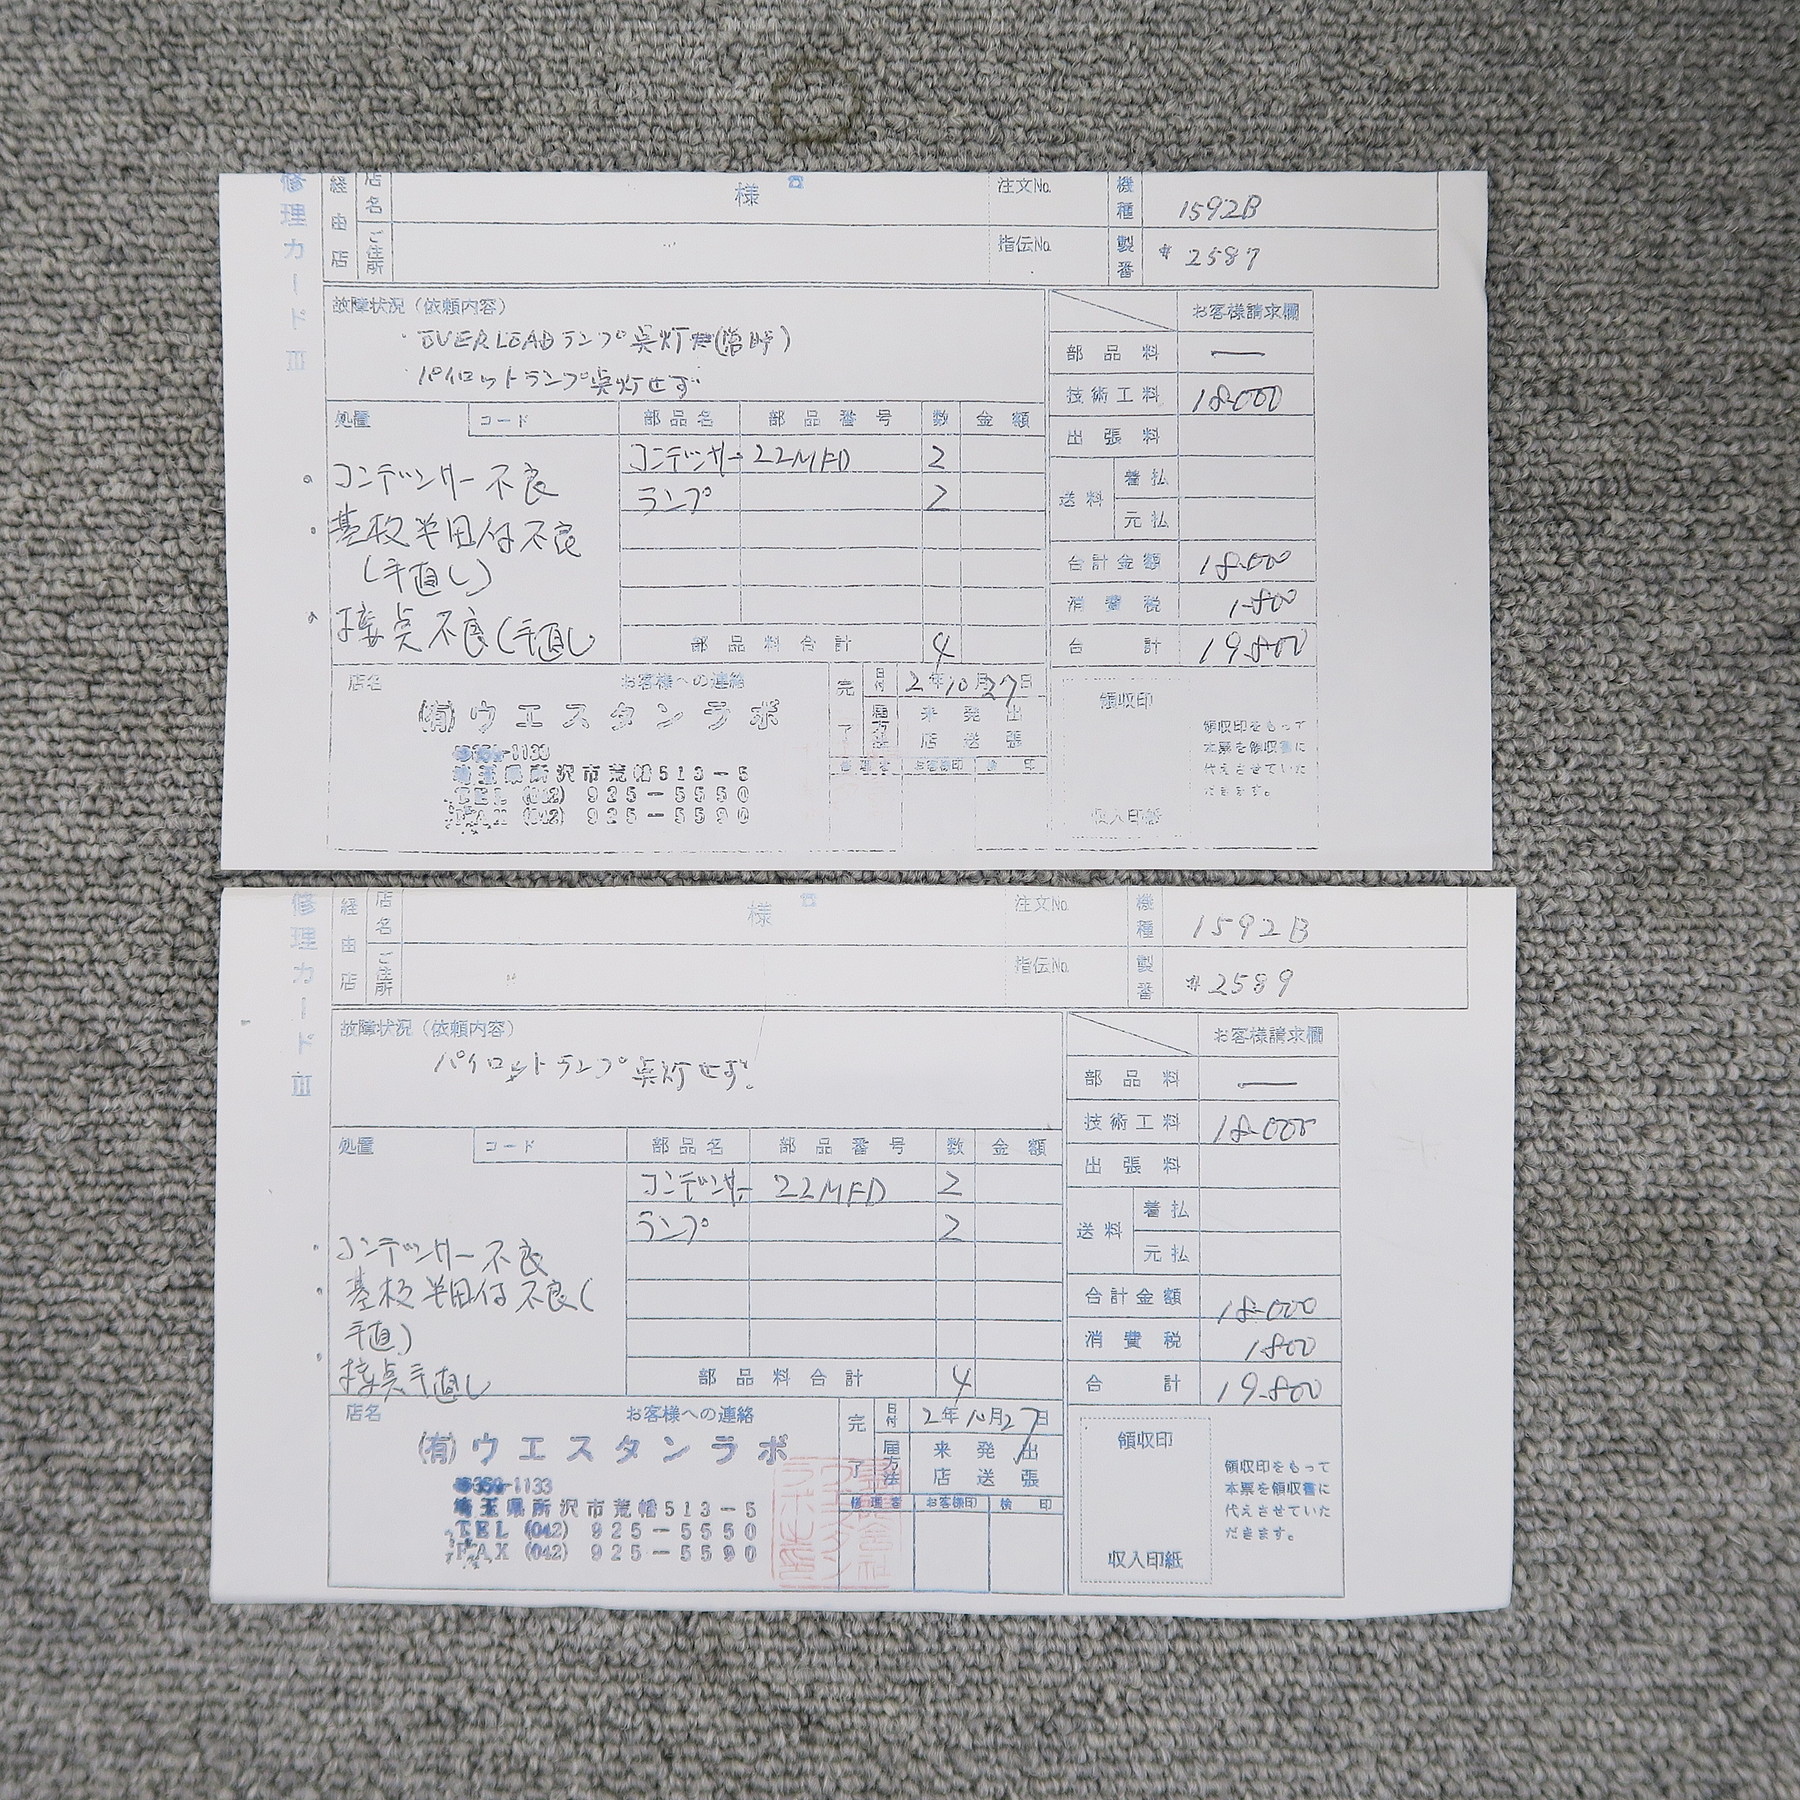 修理カード III
経由店
店名
様 ☎
注文No.
機種 1592B
ご住所
指伝No.
製番 # 2587
故障状況(依頼内容)
・OVERLOADランプ点灯(常時)
・パイロットランプ点灯せず
お客様請求欄
部品料 —
技術工料 18000
出張料
送料 着払
元払
合計金額 18000
消費税 1800
合計 19800
処置 コード 部品名 部品番号 数 金額
コンデンサー 22MFD 2
ランプ 2
コンデンサー不良
基板半田付不良
(手直し)
接点不良(手直し
部品料合計 4
店名 お客様への連絡
(有)ウエスタンラボ
埼玉県所沢市荒幡513-5
TEL (042) 925-5550
FAX (042) 925-5590
完了 日付 2年10月27日
届方法 来店 発送 出張
修理者 お客様印 検印
領収印
収入印紙
領収印をもって
本票を領収書に
代えさせていた
だきます。
修理カード III
経由店
店名
様 ☎
注文No.
機種 1592B
ご住所
指伝No.
製番 #2589
故障状況(依頼内容)
パイロットランプ点灯せず.
お客様請求欄
部品料 —
技術工料 18000
出張料
送料 着払
元払
合計金額 18000
消費税 1800
合計 19800
処置 コード 部品名 部品番号 数 金額
コンデンサー 22MFD 2
ランプ 2
コンデンサー不良
基板半田付不良(
手直)
接点手直し
部品料合計 4
店名 お客様への連絡
(有)ウエスタンラボ
359-1133
埼玉県所沢市荒幡513-5
TEL (042) 925-5550
FAX (042) 925-5590
完了 日付 2年10月27日
届方法 来店 発送 出張
修理者 お客様印 検印
領収印
収入印紙
領収印をもって
本票を領収書に
代えさせていた
だきます。